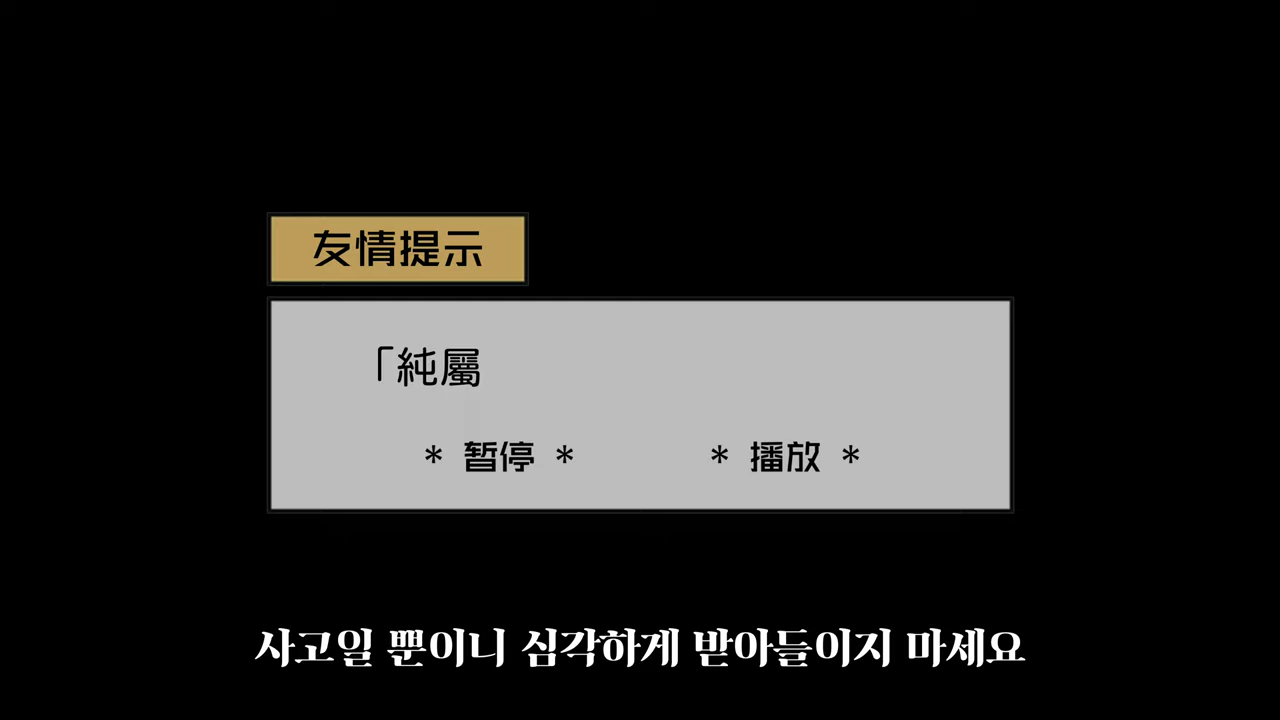 友情提示
「純屬
* 暫停 * * 播放 *
사고일 뿐이니 심각하게 받아들이지 마세요